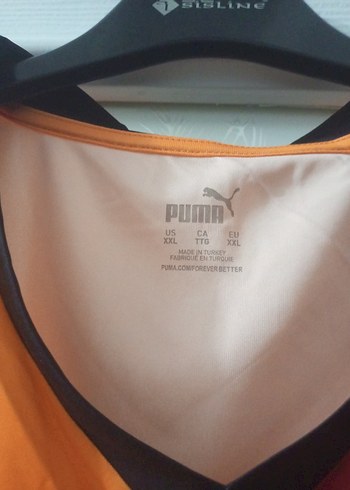 SISLINE
PUMA
US CA EU
XXL TTG XXL
MADE IN TURKEY
FABRIQUÉ EN TURQUIE
PUMA.COM/FOREVER BETTER